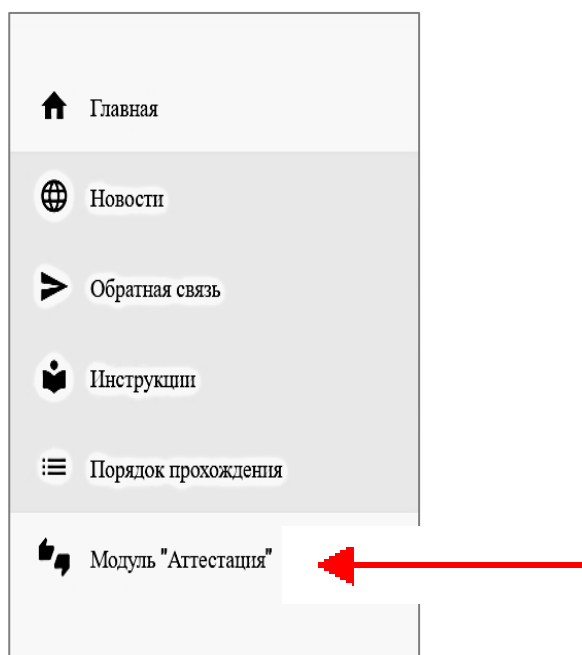 Главная
Новости
Обратная связь
Инструкции
Порядок прохождения
Модуль "Аттестация"